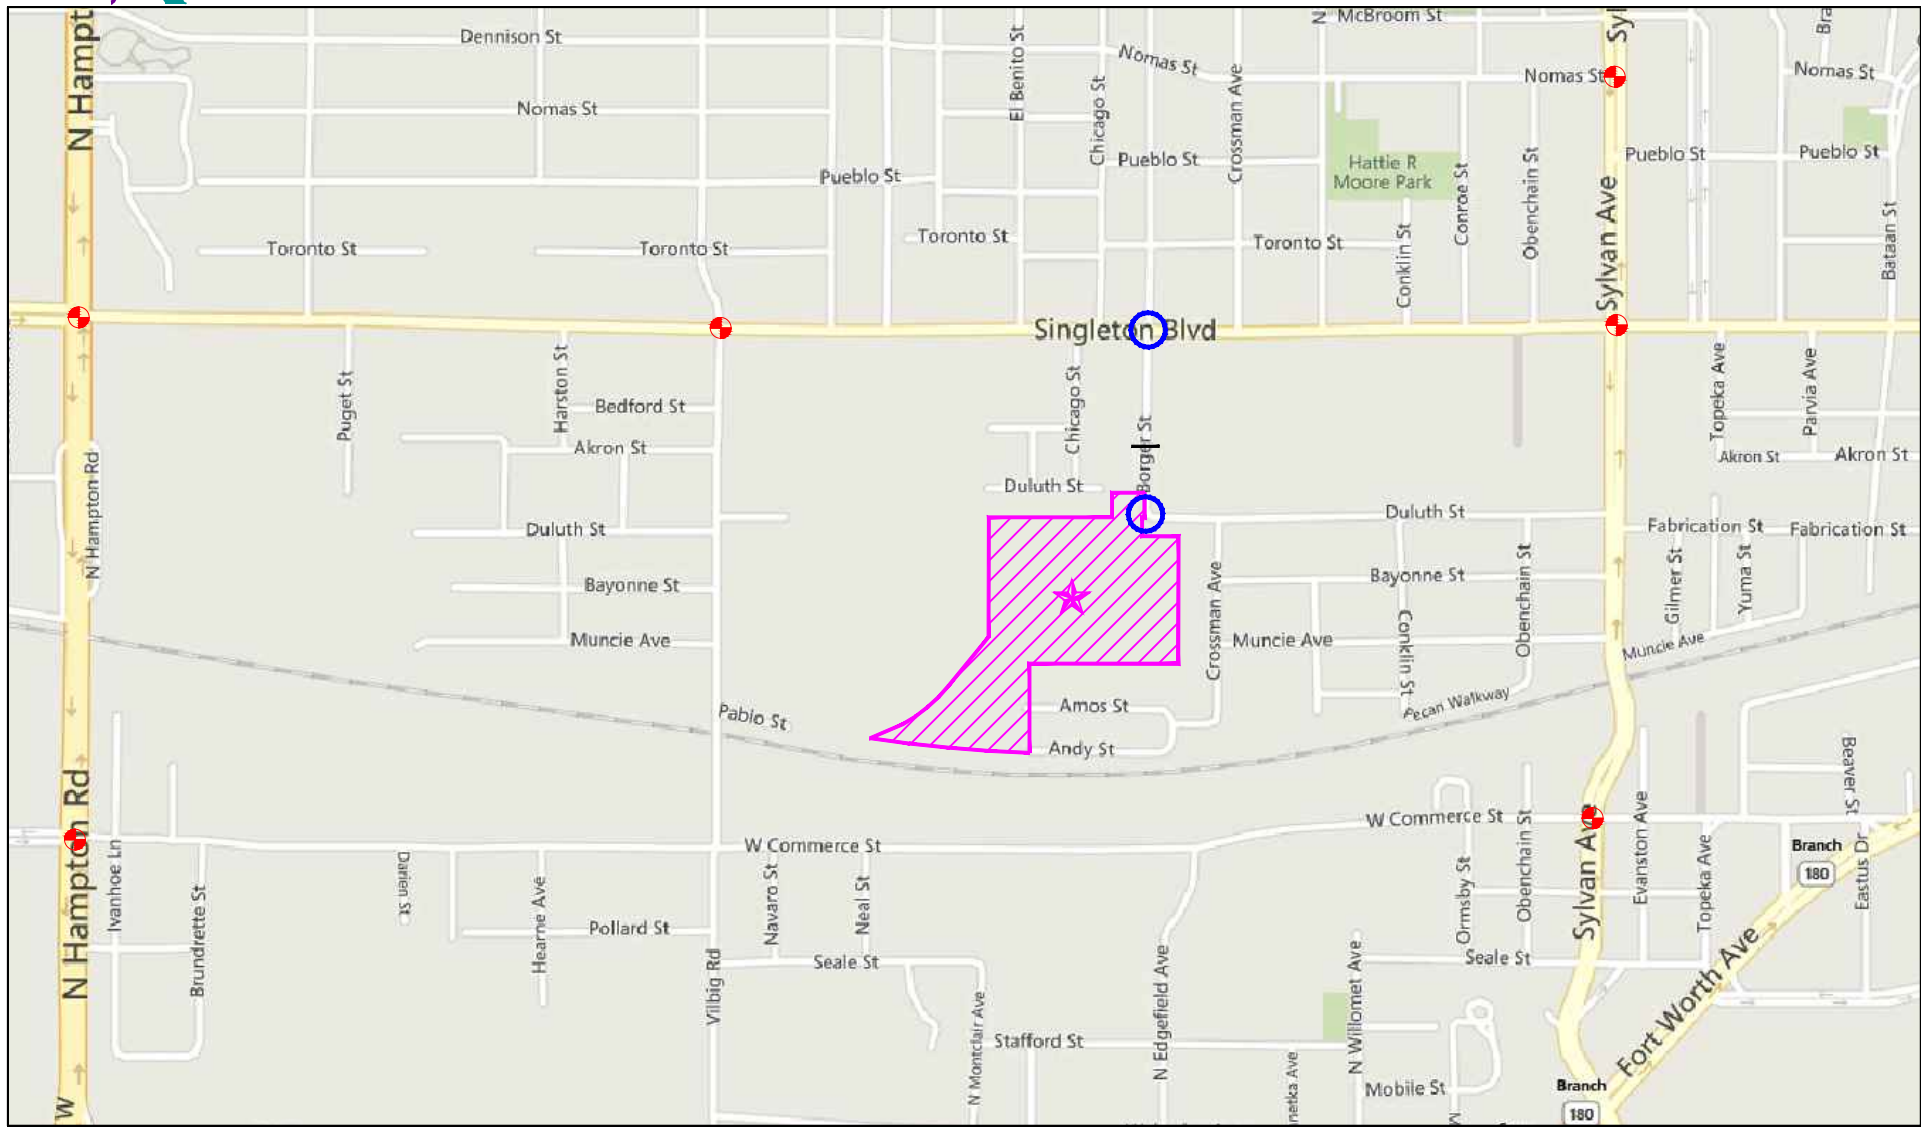 N Hampt
Dennison St
El Benito St
Nomas St
N
McBroom St
Syl
Bra
Nomas St
Chicago St
Crossman Ave
Nomas St
Nomas St
Pueblo St
Pueblo St
Hattie R
Moore Park
Conroe St
Obenchain St
Pueblo St
Pueblo St
Toronto St
Toronto St
Toronto St
Toronto St
Conklin St
Sylvan Ave
Bataan St
Singleton Blvd
Puget St
Harston St
Bedford St
Akron St
Chicago St
Borger St
Topeka Ave
Parvia Ave
Akron St
Akron St
N Hampton Rd
Duluth St
Duluth St
Duluth St
Fabrication St
Fabrication St
Bayonne St
Crossman Ave
Bayonne St
Conklin St
Obenchain St
Gilmer St
Yuma St
Muncie Ave
Muncie Ave
Muncie Ave
Pablo St
Amos St
Andy St
Pecan Walkway
N Hampton Rd
Ivanhoe Ln
Brundrette St
Darien St
Hearne Ave
W Commerce St
W Commerce St
Navaro St
Neal St
Pollard St
Vilbig Rd
Seale St
N Montclair Ave
Stafford St
N Edgefield Ave
N Willomet Ave
Ormsby St
Obenchain St
Seale St
Sylvan Ave
Evanston Ave
Topeka Ave
Beaver St
Eastus Dr
Branch
180
Fort Worth Ave
netka Ave
Mobile St
Branch
180
W
M